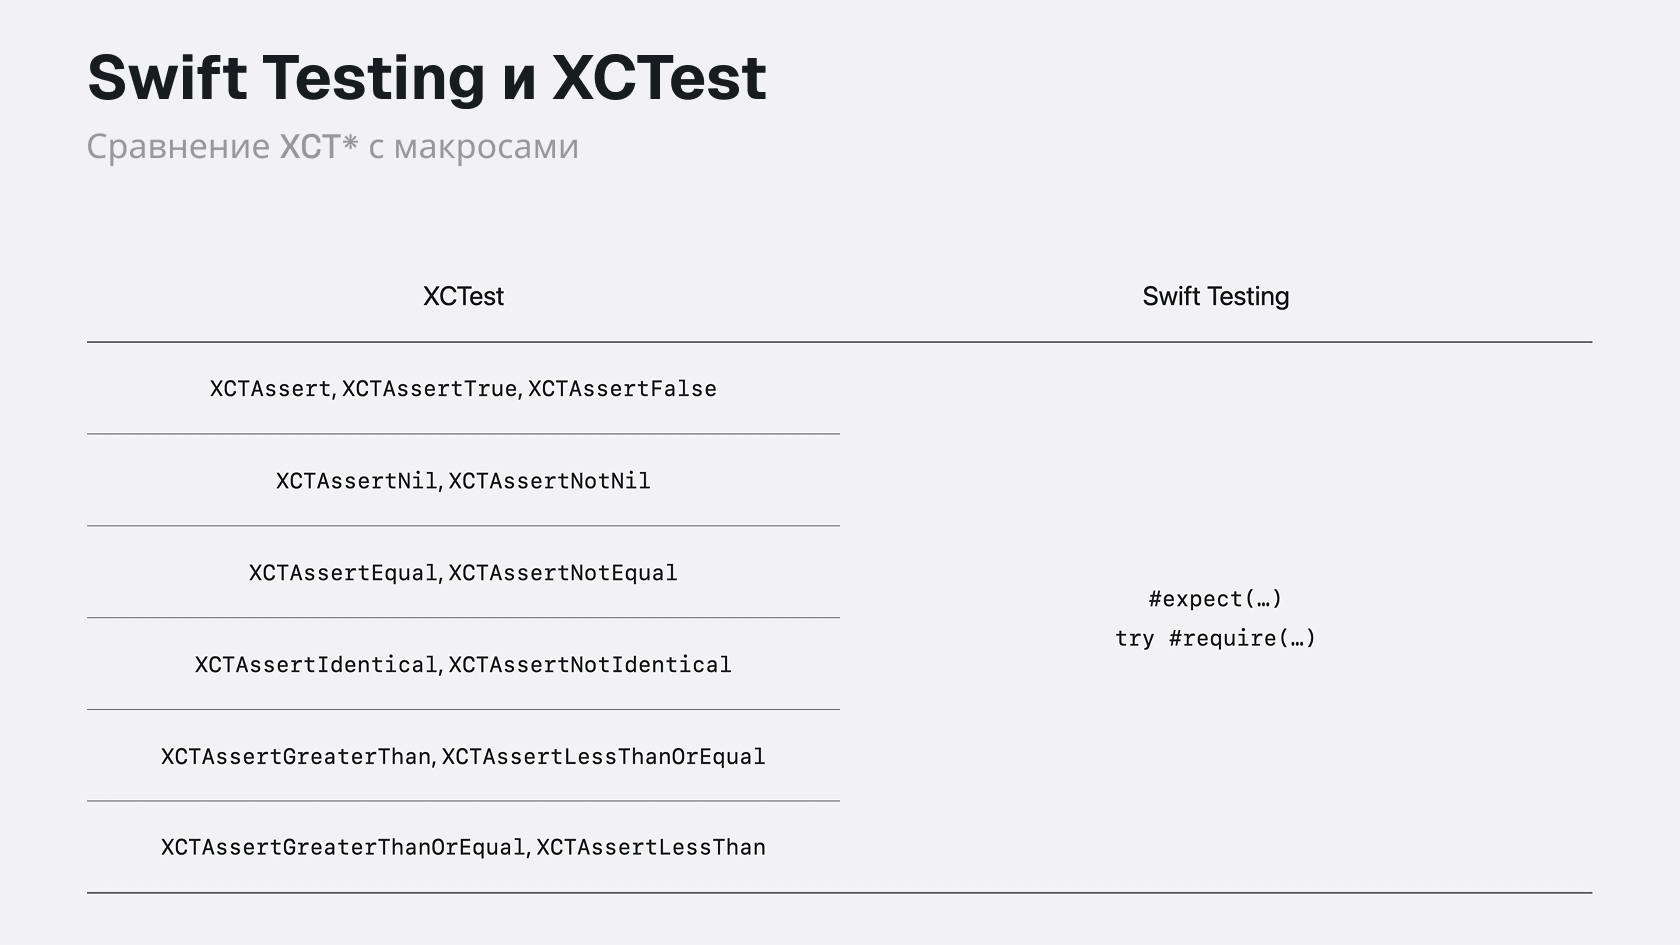 Swift Testing и XCTest
Сравнение XCT* с макросами
XCTest
Swift Testing
XCTAssert, XCTAssertTrue, XCTAssertFalse
XCTAssertNil, XCTAssertNotNil
XCTAssertEqual, XCTAssertNotEqual
XCTAssertIdentical, XCTAssertNotIdentical
XCTAssertGreaterThan, XCTAssertLessThanOrEqual
XCTAssertGreaterThanOrEqual, XCTAssertLessThan
#expect(…)
try #require(…)